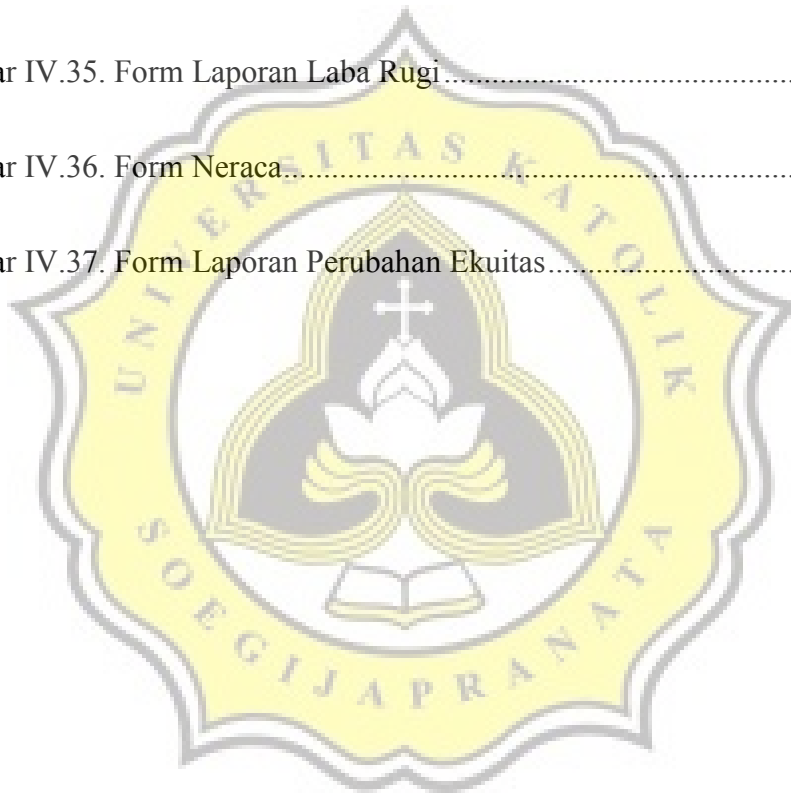 ar IV.35. Form Laporan Laba Rugi................................................
ar IV.36. Form Neraca.....................................................................
ar IV.37. Form Laporan Perubahan Ekuitas.................................
UNIVERSITAS KATOLIK
SOEGIJAPRANATA